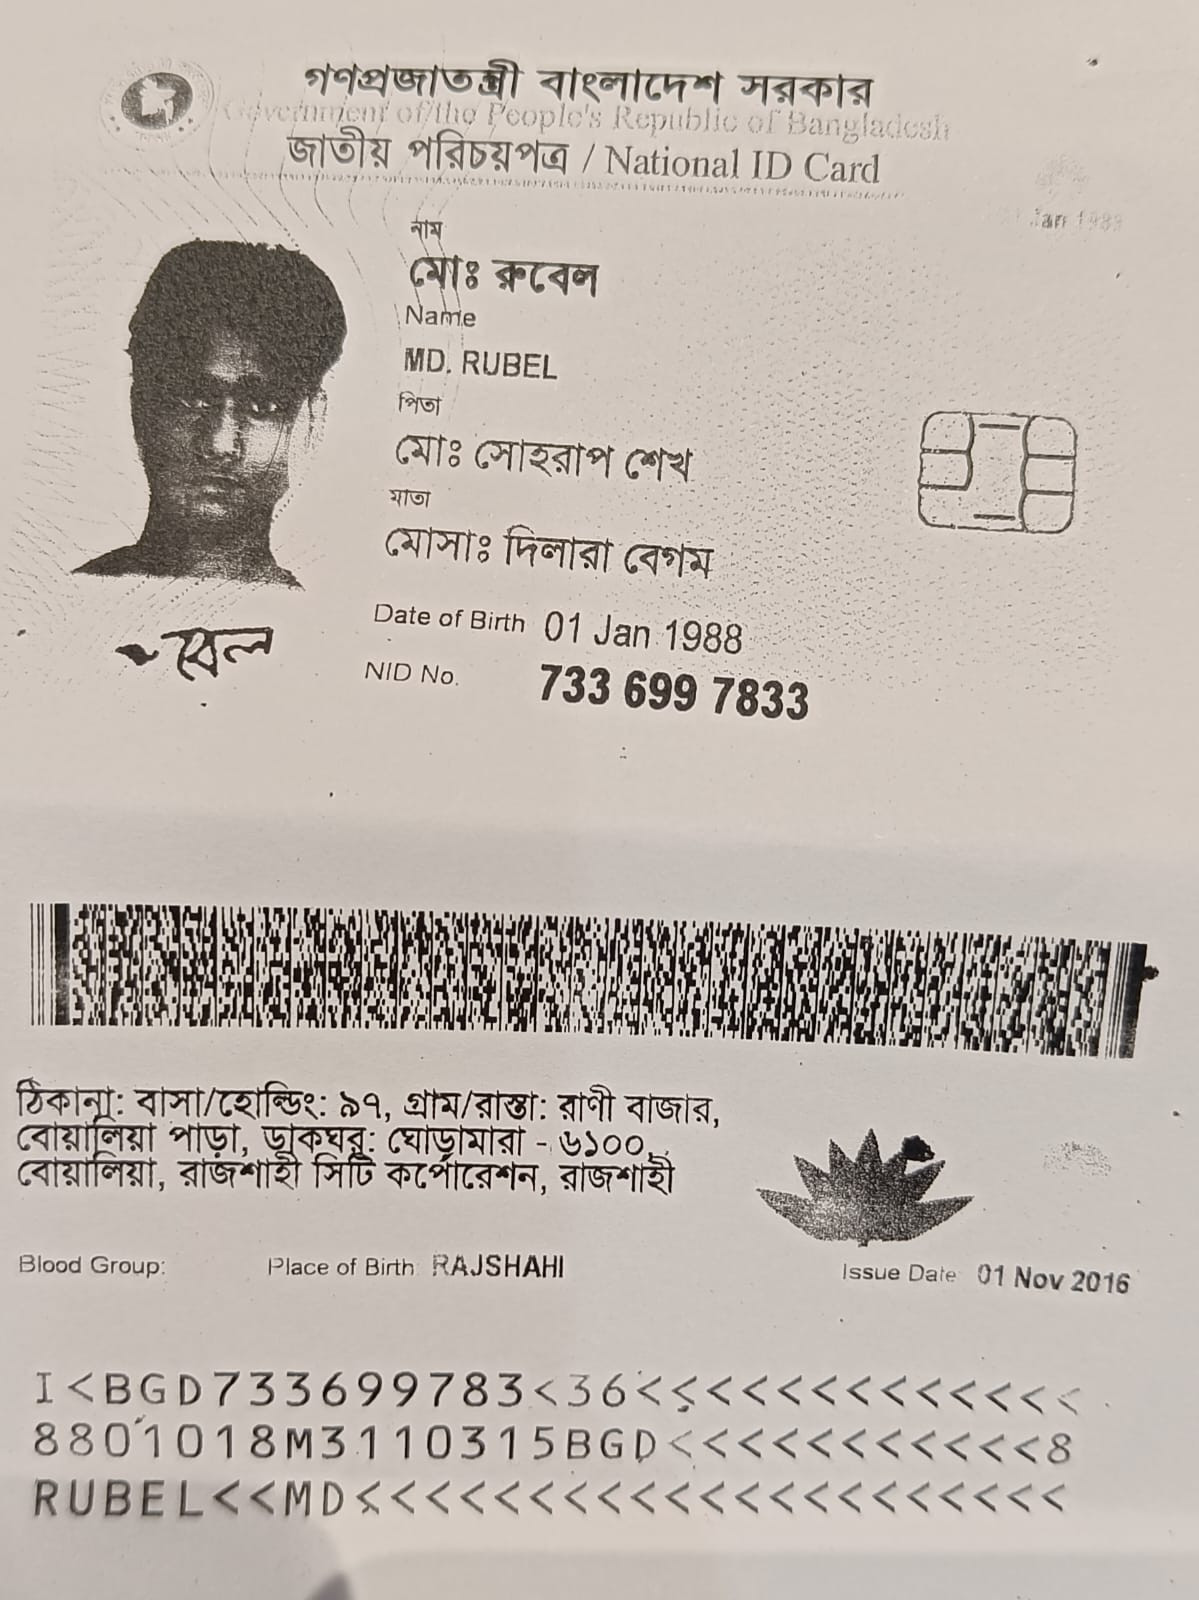 গণপ্রজাতন্ত্রী বাংলাদেশ সরকার
Government of the People's Republic of Bangladesh
জাতীয় পরিচয়পত্র / National ID Card
Jan 1988
নাম
মোঃ রুবেল
Name
MD. RUBEL
পিতা
মোঃ সোহরাপ শেখ
মাতা
মোসাঃ দিলারা বেগম
Date of Birth 01 Jan 1988
NID No. 733 699 7833
ঠিকানা: বাসা/হোল্ডিং: ৯৭, গ্রাম/রাস্তা: রাণী বাজার,
বোয়ালিয়া পাড়া, ডাকঘর: ঘোড়ামারা - ৬১০০,
বোয়ালিয়া, রাজশাহী সিটি কর্পোরেশন, রাজশাহী
Blood Group: Place of Birth: RAJSHAHI Issue Date: 01 Nov 2016
I<BGD733699783<36<<<<<<<<<<<<<
8801018M3110315BGD<<<<<<<<<<<8
RUBEL<<MD<<<<<<<<<<<<<<<<<<<<<